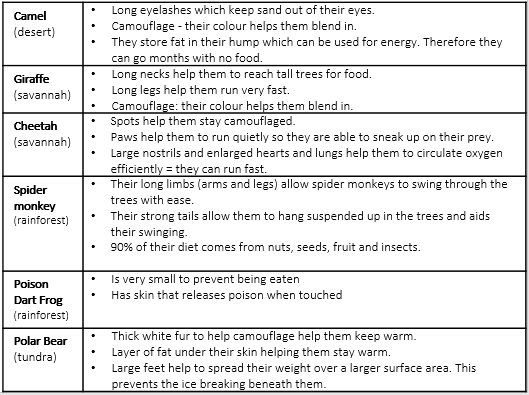 Camel
(desert)
• Long eyelashes which keep sand out of their eyes.
• Camouflage - their colour helps them blend in.
• They store fat in their hump which can be used for energy. Therefore they
can go months with no food.
Giraffe
(savannah)
• Long necks help them to reach tall trees for food.
• Long legs help them run very fast.
• Camouflage: their colour helps them blend in.
Cheetah
(savannah)
• Spots help them stay camouflaged.
• Paws help them to run quietly so they are able to sneak up on their prey.
• Large nostrils and enlarged hearts and lungs help them to circulate oxygen
efficiently = they can run fast.
Spider
monkey
(rainforest)
• Their long limbs (arms and legs) allow spider monkeys to swing through the
trees with ease.
• Their strong tails allow them to hang suspended up in the trees and aids
their swinging.
• 90% of their diet comes from nuts, seeds, fruit and insects.
Poison
Dart Frog
(rainforest)
• Is very small to prevent being eaten
• Has skin that releases poison when touched
Polar Bear
(tundra)
• Thick white fur to help camouflage help them keep warm.
• Layer of fat under their skin helping them stay warm.
• Large feet help to spread their weight over a larger surface area. This
prevents the ice breaking beneath them.